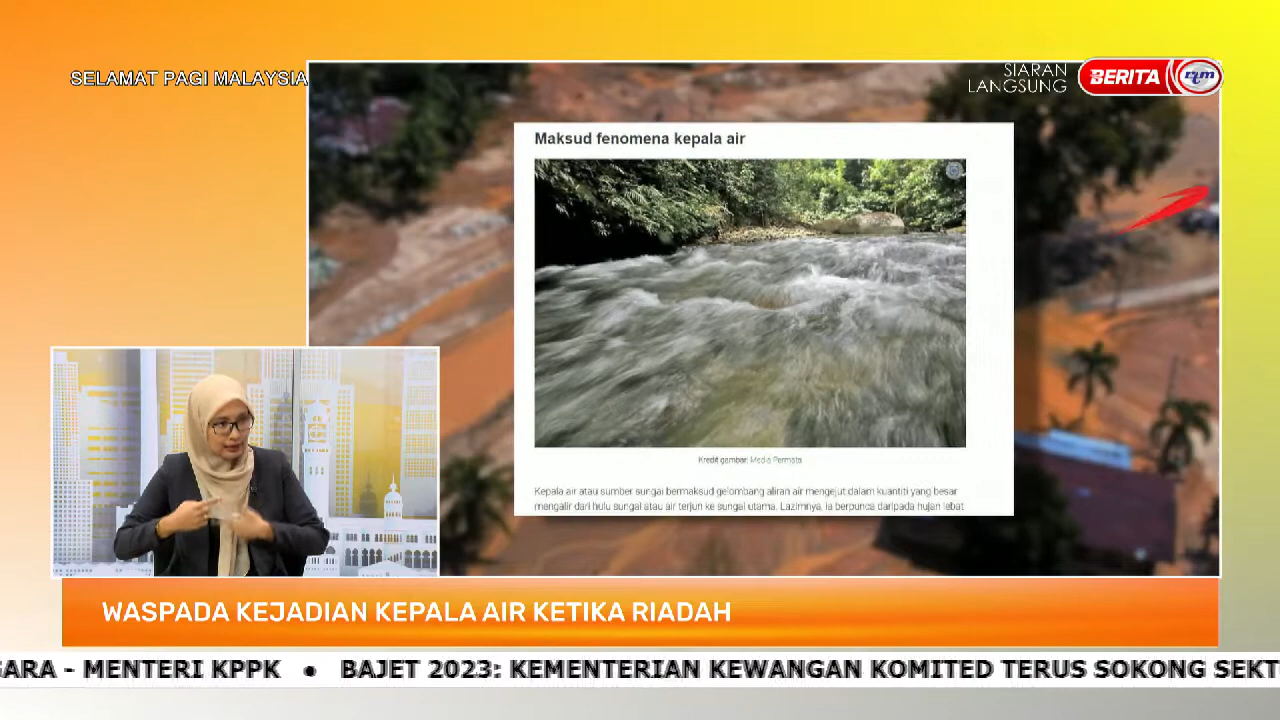 SELAMAT PAGI MALAYSIA
SIARAN
LANGSUNG
BERITA rtm
Maksud fenomena kepala air
Kredit gambar: Media Permata
Kepala air atau sumber sungai bermaksud gelombang aliran air mengejut dalam kuantiti yang besar
mengalir dari hulu sungai atau air terjun ke sungai utama. Lazimnya, ia berpunca daripada hujan lebat
WASPADA KEJADIAN KEPALA AIR KETIKA RIADAH
GARA - MENTERI KPPK • BAJET 2023: KEMENTERIAN KEWANGAN KOMITED TERUS SOKONG SEKT